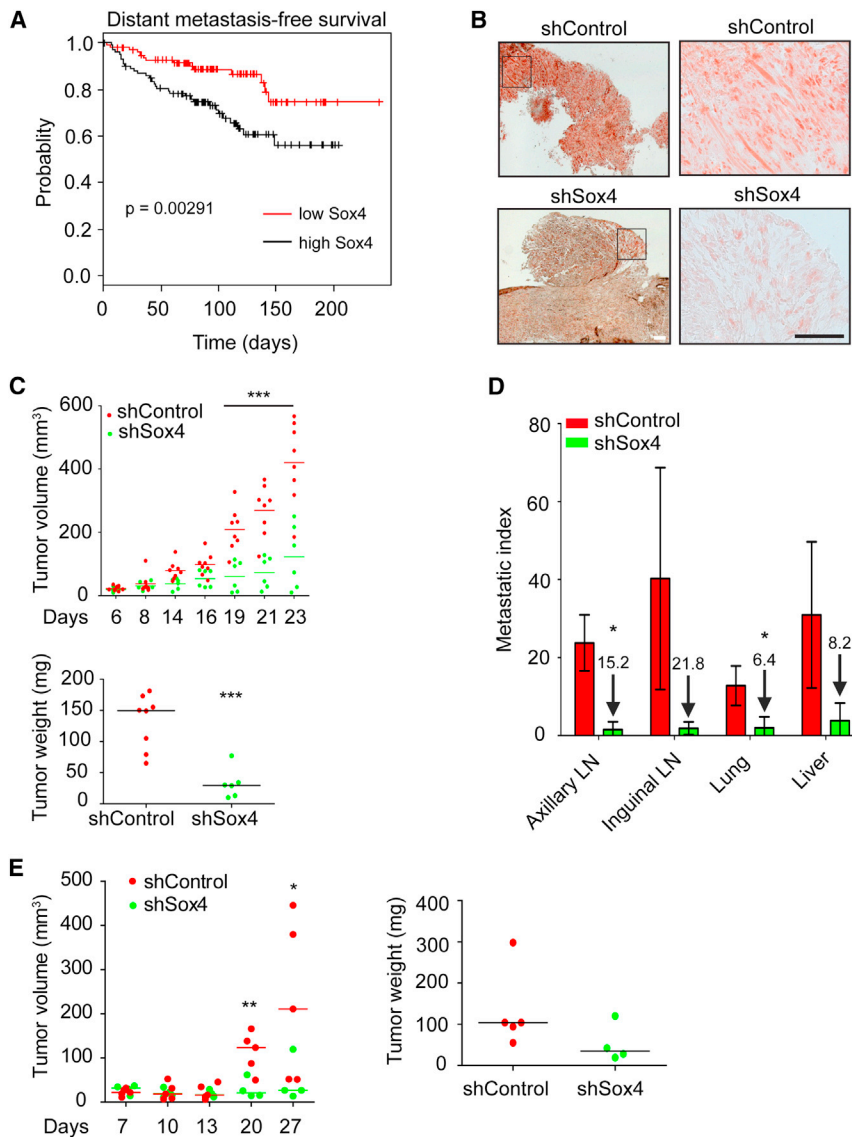 A
Distant metastasis-free survival
Probablity
1.0
0.8
0.6
0.4
0.2
0.0
p = 0.00291
low Sox4
high Sox4
0 50 100 150 200
Time (days)
B
shControl shControl
shSox4 shSox4
C
Tumor volume (mm³)
600
400
200
0
shControl
shSox4
***
Days 6 8 14 16 19 21 23
Tumor weight (mg)
200
150
100
50
0
***
shControl shSox4
D
Metastatic index
80
60
40
20
0
shControl
shSox4
* *
15.2 21.8 6.4 8.2
Axillary LN Inguinal LN Lung Liver
E
Tumor volume (mm³)
500
400
300
200
100
0
shControl
shSox4
** *
Days 7 10 13 20 27
Tumor weight (mg)
400
300
200
100
0
shControl shSox4